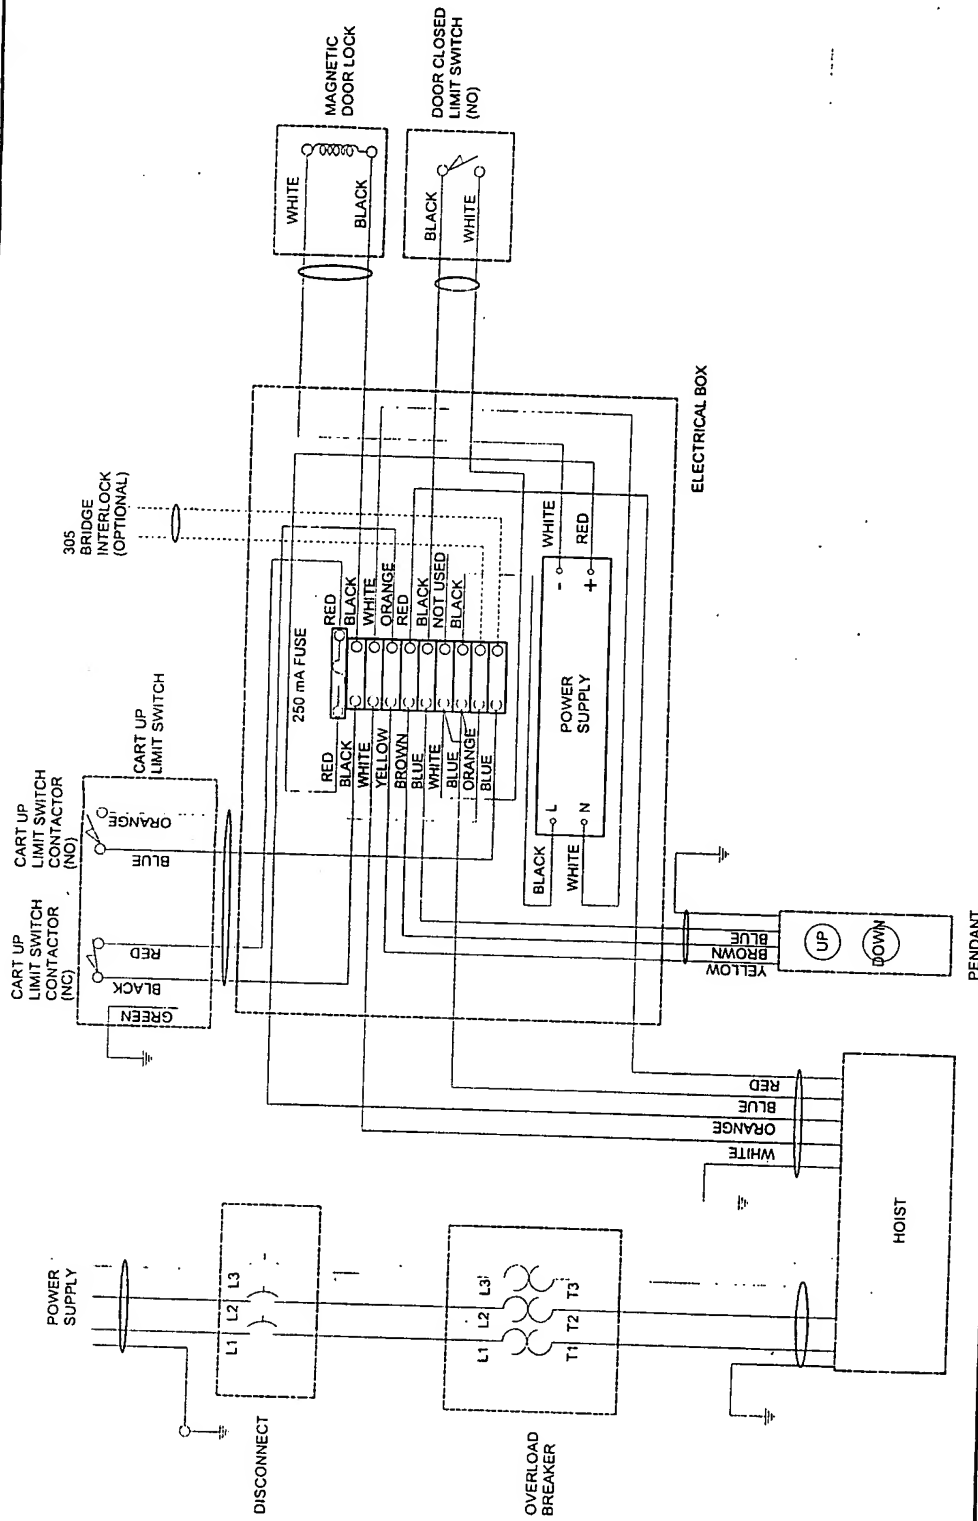 MAGNETIC
DOOR LOCK
WHITE
BLACK
DOOR CLOSED
LIMIT SWITCH
(NO)
BLACK
WHITE
ELECTRICAL BOX
305
BRIDGE
INTERLOCK
(OPTIONAL)
250 mA FUSE
RED
BLACK
WHITE
ORANGE
RED
BLACK
NOT USED
BLACK
RED
BLACK
WHITE
YELLOW
BROWN
BLUE
WHITE
BLUE
ORANGE
BLUE
WHITE
RED
-
+
POWER
SUPPLY
L
N
BLACK
WHITE
CART UP
LIMIT SWITCH
CART UP
LIMIT SWITCH
CONTACTOR
(NO)
ORANGE
BLUE
CART UP
LIMIT SWITCH
CONTACTOR
(NC)
RED
BLACK
GREEN
UP
DOWN
BLUE
BROWN
YELLOW
PENDANT
RED
BLUE
ORANGE
WHITE
HOIST
POWER
SUPPLY
L1
L2
L3
DISCONNECT
L1
L2
L3
T1
T2
T3
OVERLOAD
BREAKER